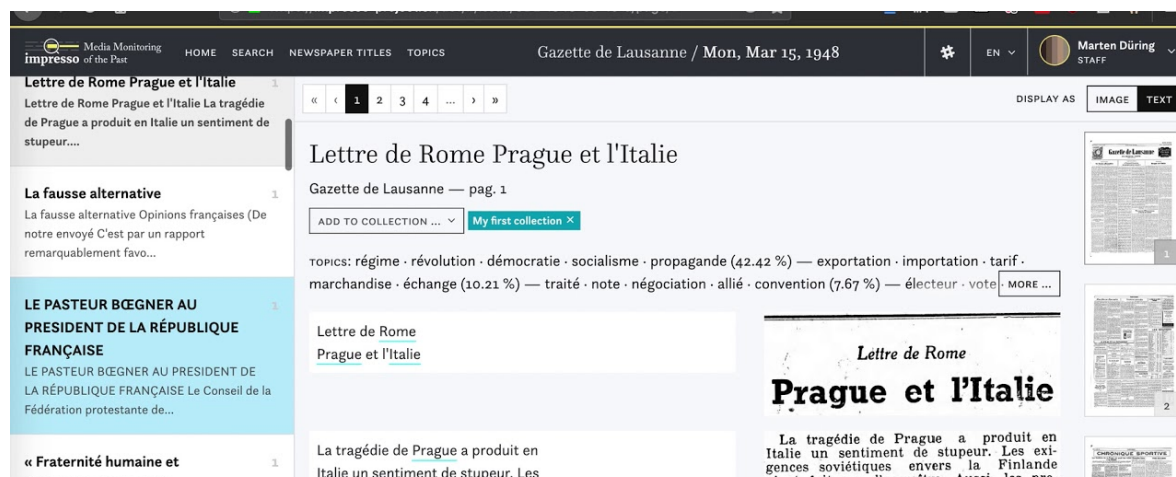 impresso
Media Monitoring
of the Past
HOME SEARCH NEWSPAPER TITLES TOPICS
Gazette de Lausanne / Mon, Mar 15, 1948
EN
Marten Düring
STAFF
Lettre de Rome Prague et l'Italie 1
Lettre de Rome Prague et l'Italie La tragédie
de Prague a produit en Italie un sentiment de
stupeur....
La fausse alternative 1
La fausse alternative Opinions françaises (De
notre envoyé C'est par un rapport
remarquablement favo...
LE PASTEUR BŒGNER AU 1
PRESIDENT DE LA RÉPUBLIQUE
FRANÇAISE
LE PASTEUR BŒGNER AU PRESIDENT DE
LA RÉPUBLIQUE FRANÇAISE Le Conseil de la
Fédération protestante de...
« Fraternité humaine et 1
« ‹ 1 2 3 4 ... › »
DISPLAY AS IMAGE TEXT
Lettre de Rome Prague et l'Italie
Gazette de Lausanne — pag. 1
ADD TO COLLECTION ... My first collection ×
TOPICS: régime · révolution · démocratie · socialisme · propagande (42.42 %) — exportation · importation · tarif ·
marchandise · échange (10.21 %) — traité · note · négociation · allié · convention (7.67 %) — électeur · vote · MORE ...
Lettre de Rome
Prague et l'Italie
La tragédie de Prague a produit en
Italie un sentiment de stupeur. Les
Lettre de Rome
Prague et l'Italie
La tragédie de Prague a produit en
Italie un sentiment de stupeur. Les exi-
gences soviétiques envers la Finlande
Gazette de Lausanne
1
2
CHRONIQUE SPORTIVE